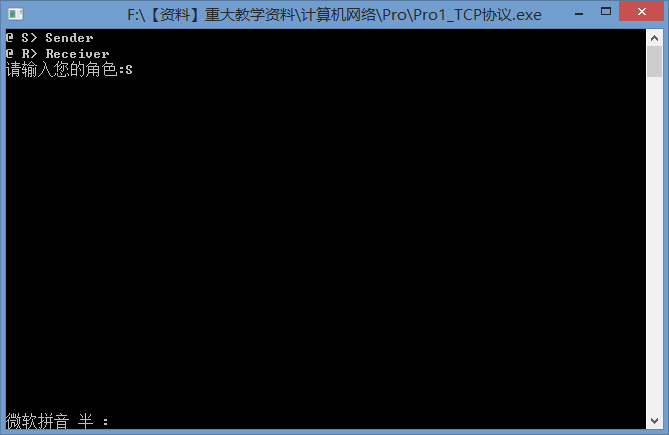 F:\【资料】重大教学资料\计算机网络\Pro\Pro1_TCP协议.exe
@ S> Sender
@ R> Receiver
请输入您的角色:S
微软拼音 半 :